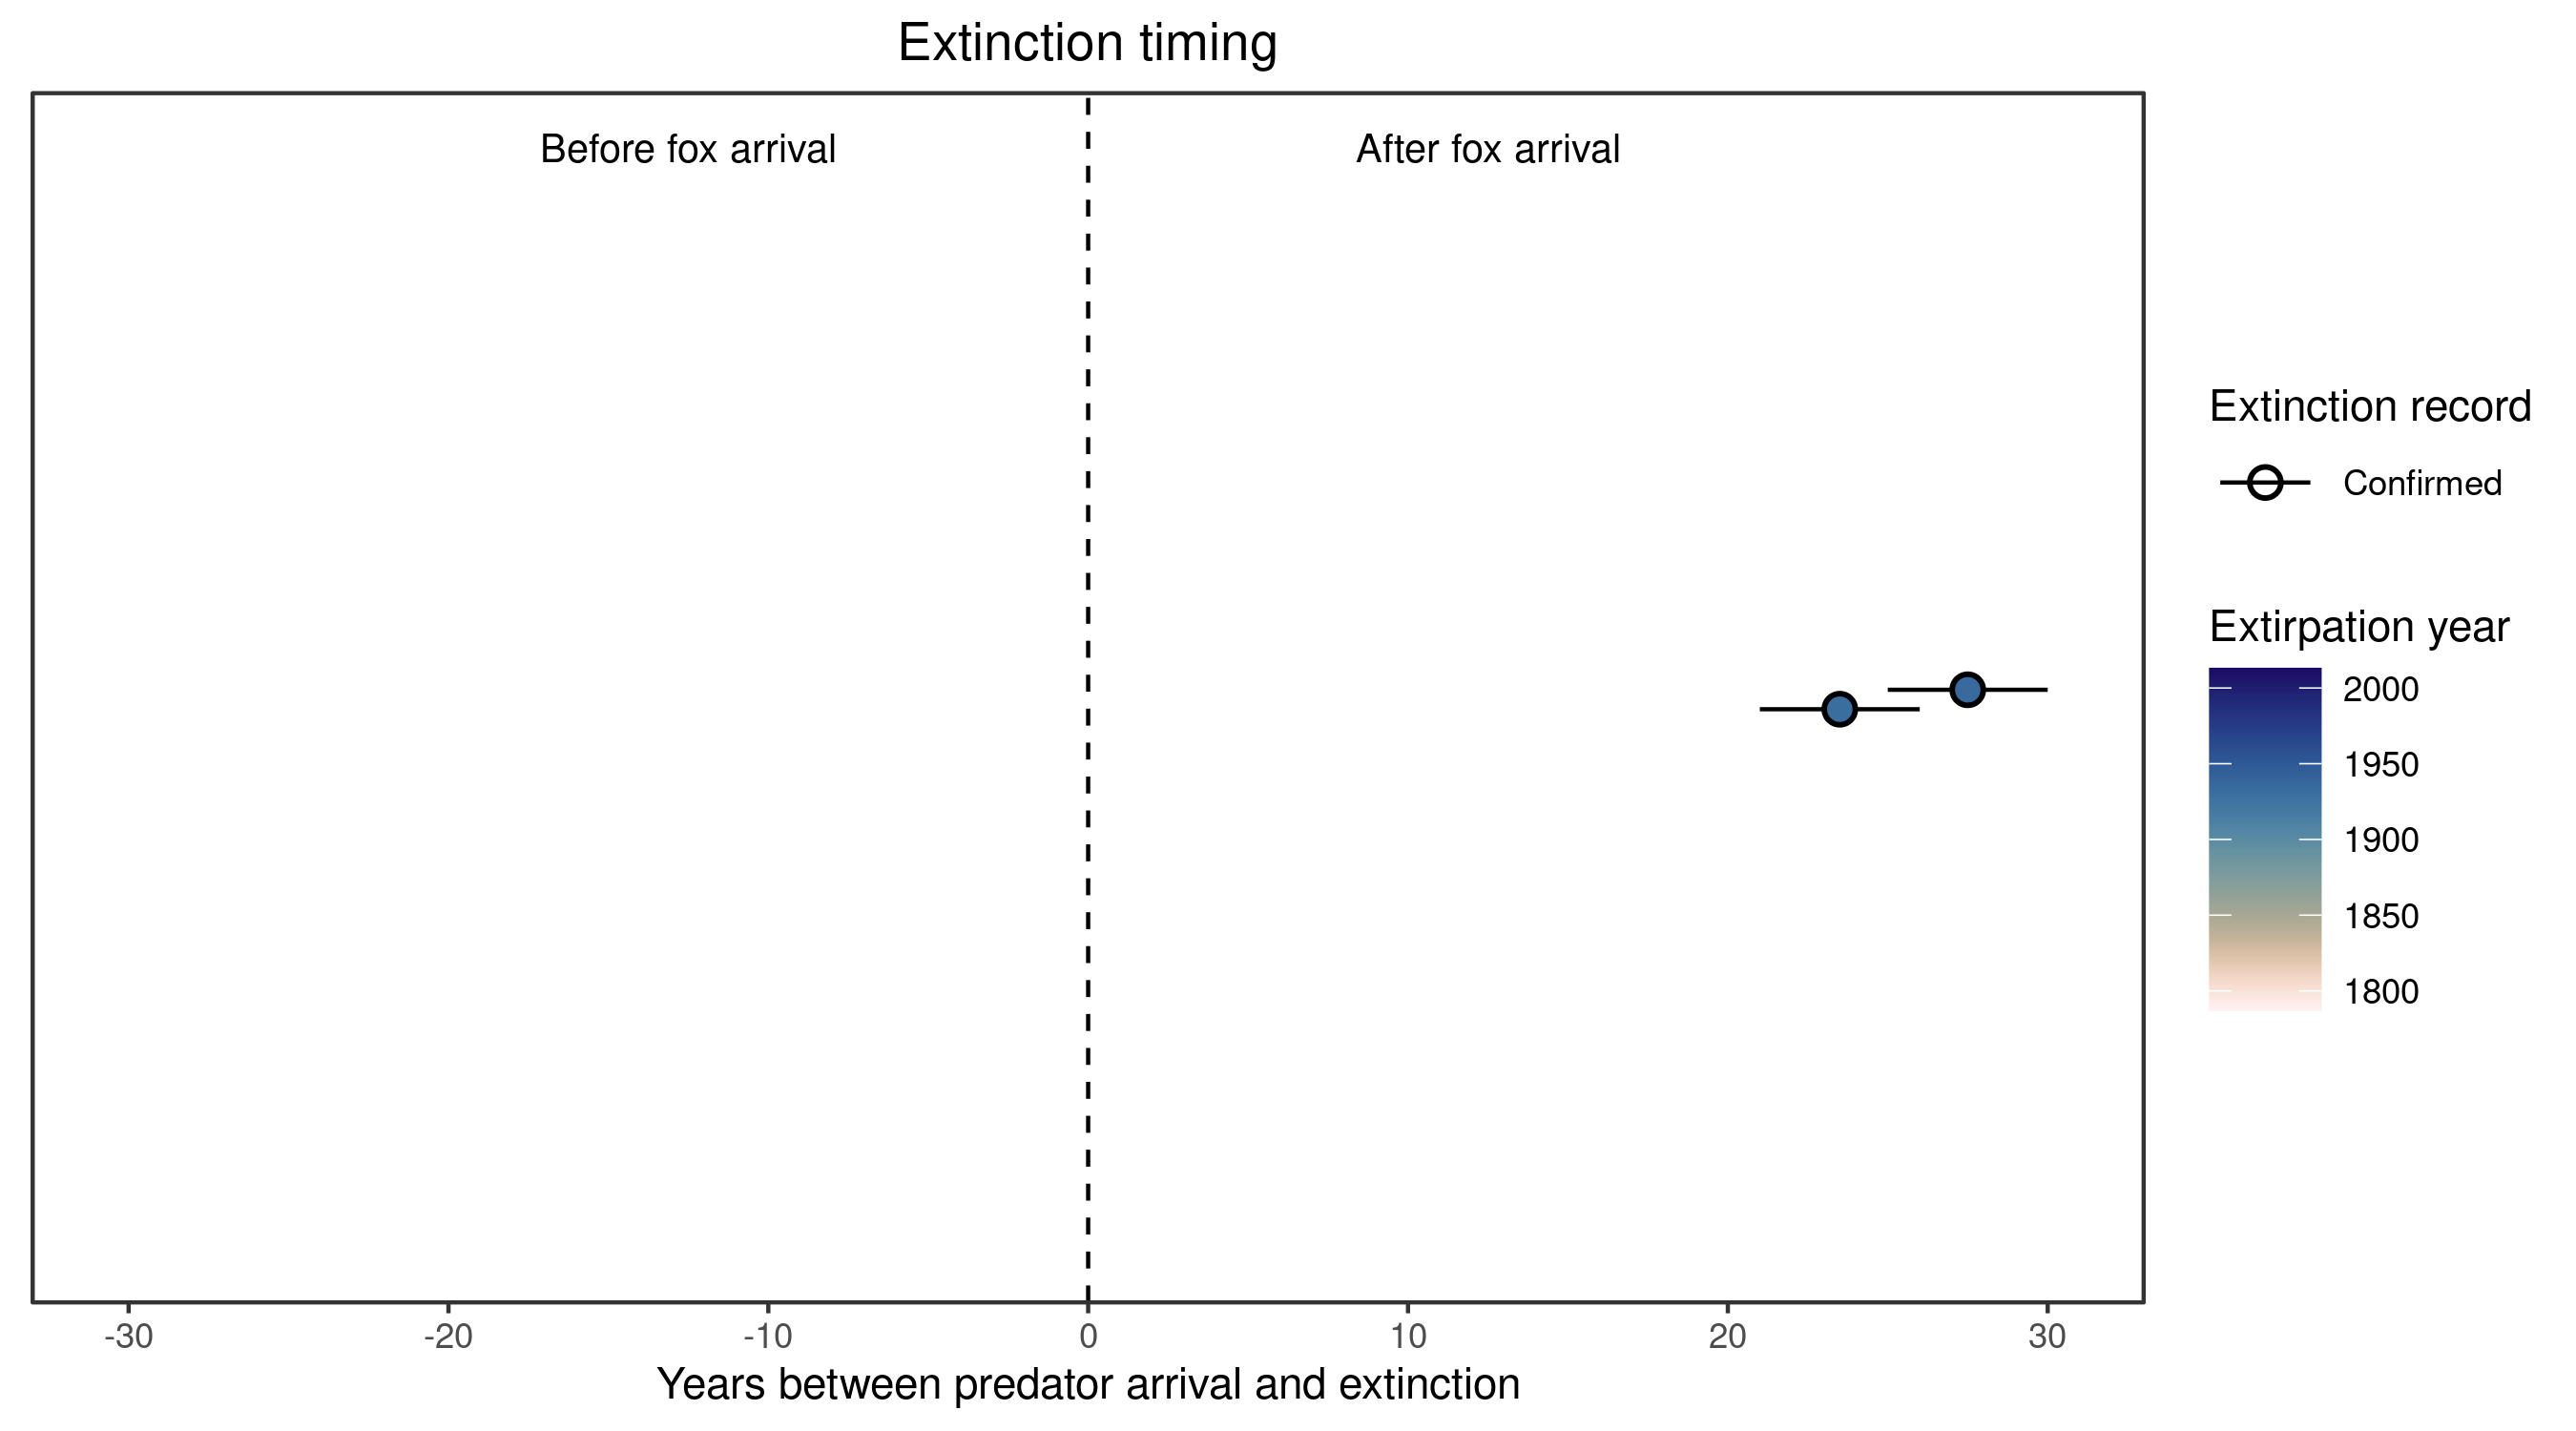 Extinction timing
Before fox arrival
After fox arrival
Extinction record
Confirmed
Extirpation year
2000
1950
1900
1850
1800
-30
-20
-10
0
10
20
30
Years between predator arrival and extinction